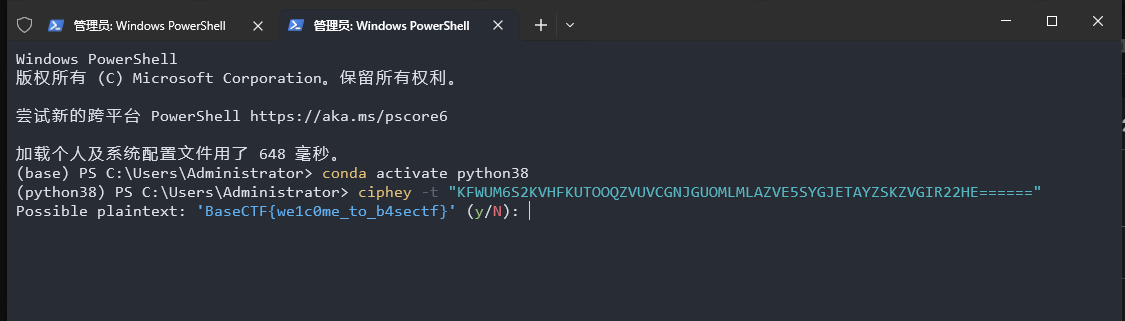 管理员: Windows PowerShell
管理员: Windows PowerShell
Windows PowerShell
版权所有 (C) Microsoft Corporation。保留所有权利。
尝试新的跨平台 PowerShell https://aka.ms/pscore6
加载个人及系统配置文件用了 648 毫秒。
(base) PS C:\Users\Administrator> conda activate python38
(python38) PS C:\Users\Administrator> ciphey -t "KFWUM6S2KVHFKUTOOQZVUVCGNJGUOMLMLAZVE5SYGJETAYZSKZVGIR22HE======"
Possible plaintext: 'BaseCTF{we1c0me_to_b4sectf}' (y/N):